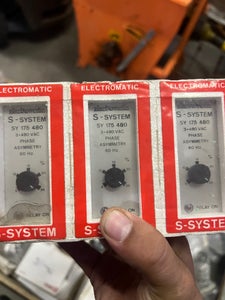 ELECTROMATIC
ELECTROMATIC
ELECTROMATIC
S-SYSTEM
SY 175 480
3~480 VAC
PHASE
ASYMMETRY
60 Hz
RELAY ON
S-SYSTEM
S-SYSTEM
SY 175 480
3~480 VAC
PHASE
ASYMMETRY
60 Hz
%
RELAY ON
S-S
S-SYSTEM
SY 175 480
3~480 VAC
PHASE
ASYMMETRY
60 Hz
%
RELAY ON
S-SYSTEM